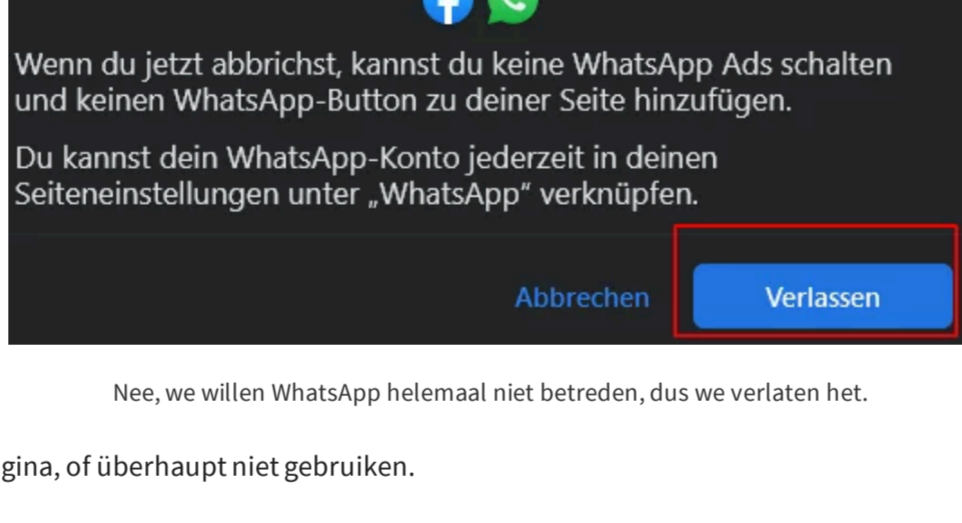 Wenn du jetzt abbrichst, kannst du keine WhatsApp Ads schalten
und keinen WhatsApp-Button zu deiner Seite hinzufügen.
Du kannst dein WhatsApp-Konto jederzeit in deinen
Seiteneinstellungen unter „WhatsApp" verknüpfen.
Abbrechen Verlassen
Nee, we willen WhatsApp helemaal niet betreden, dus we verlaten het.
gina, of überhaupt niet gebruiken.